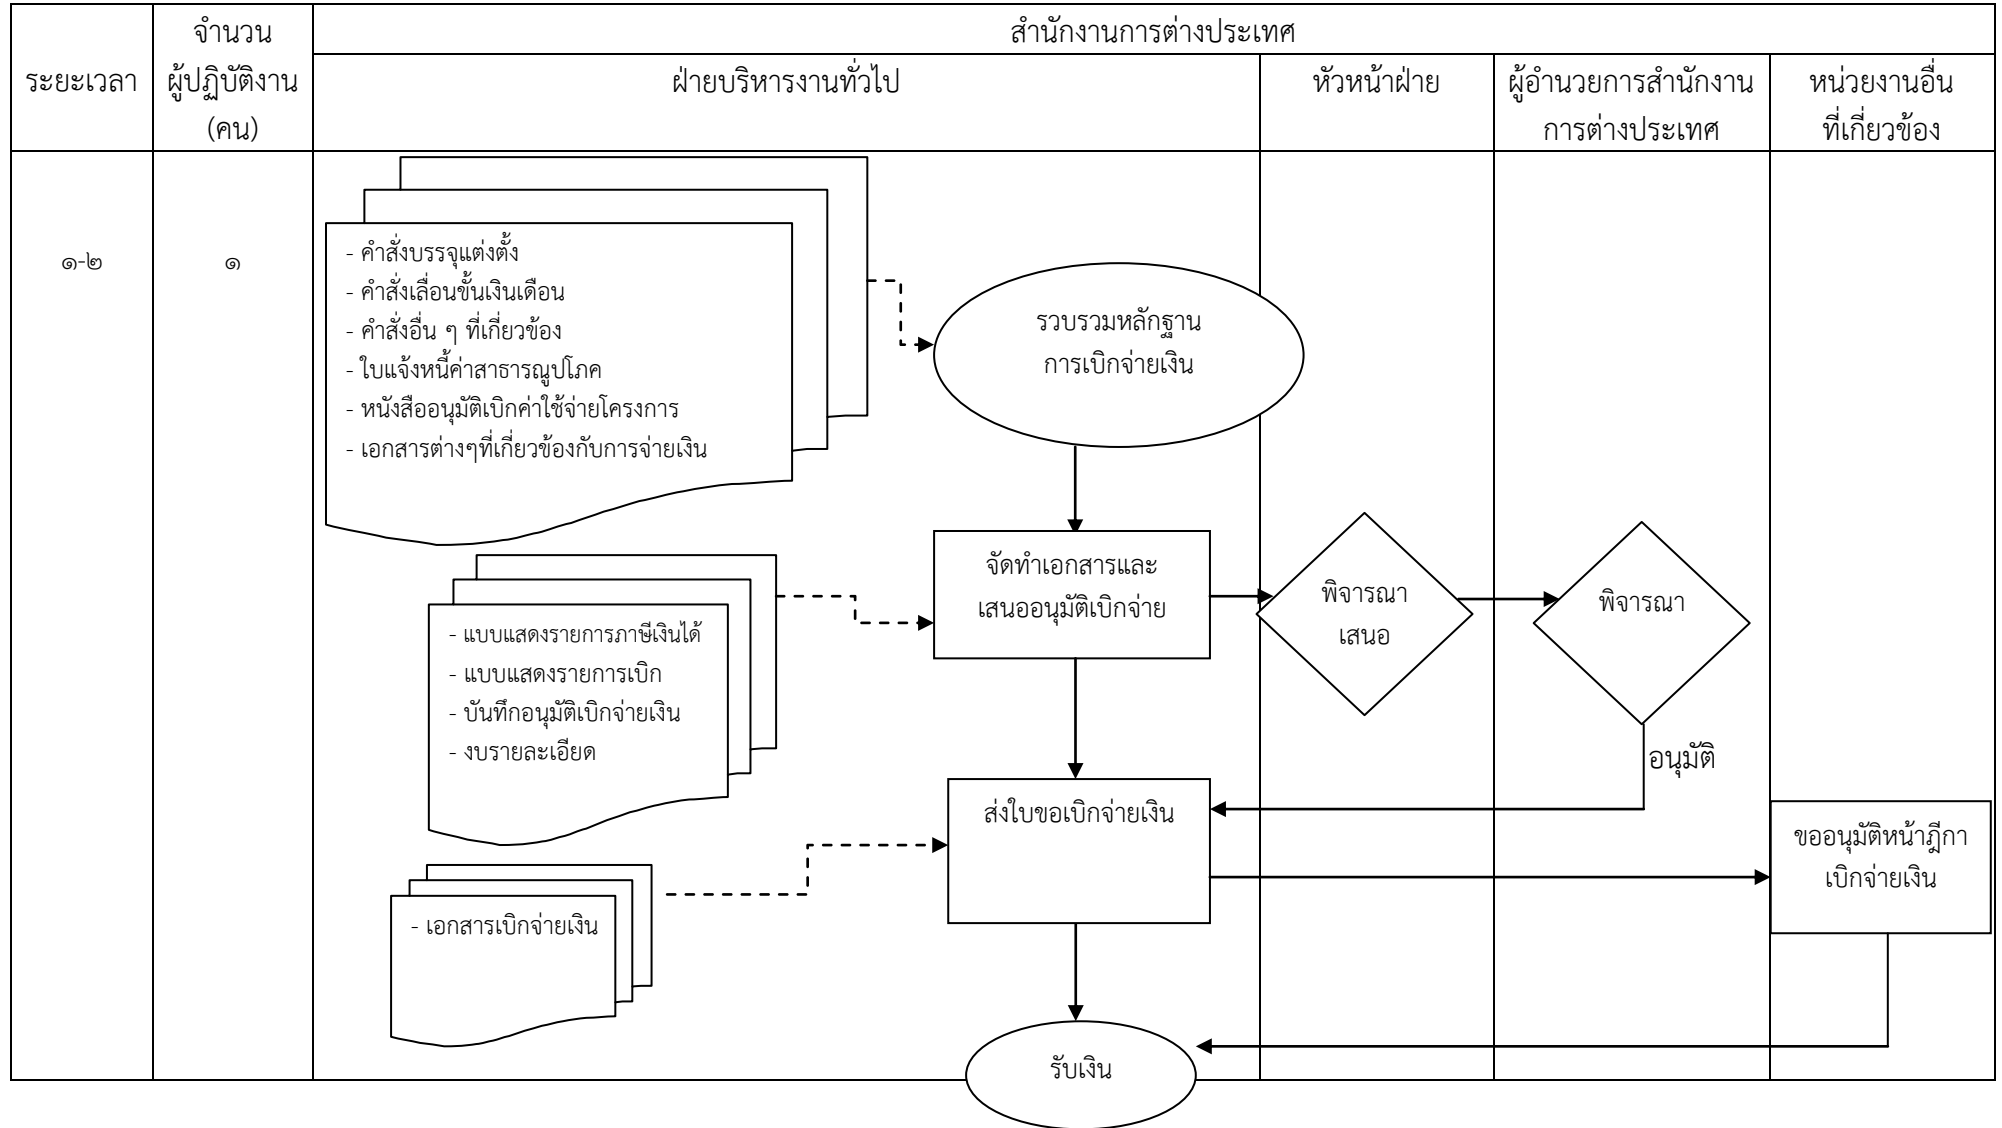 ระยะเวลา
จำนวน
ผู้ปฏิบัติงาน
(คน)
สำนักงานการต่างประเทศ
ฝ่ายบริหารงานทั่วไป
หัวหน้าฝ่าย
ผู้อำนวยการสำนักงาน
การต่างประเทศ
หน่วยงานอื่น
ที่เกี่ยวข้อง
๑-๒
๑
- คำสั่งบรรจุแต่งตั้ง
- คำสั่งเลื่อนขั้นเงินเดือน
- คำสั่งอื่น ๆ ที่เกี่ยวข้อง
- ใบแจ้งหนี้ค่าสาธารณูปโภค
- หนังสืออนุมัติเบิกค่าใช้จ่ายโครงการ
- เอกสารต่างๆที่เกี่ยวข้องกับการจ่ายเงิน
รวบรวมหลักฐาน
การเบิกจ่ายเงิน
จัดทำเอกสารและ
เสนออนุมัติเบิกจ่าย
พิจารณา
เสนอ
พิจารณา
- แบบแสดงรายการภาษีเงินได้
- แบบแสดงรายการเบิก
- บันทึกอนุมัติเบิกจ่ายเงิน
- งบรายละเอียด
อนุมัติ
ส่งใบขอเบิกจ่ายเงิน
ขออนุมัติหน้าฎีกา
เบิกจ่ายเงิน
- เอกสารเบิกจ่ายเงิน
รับเงิน